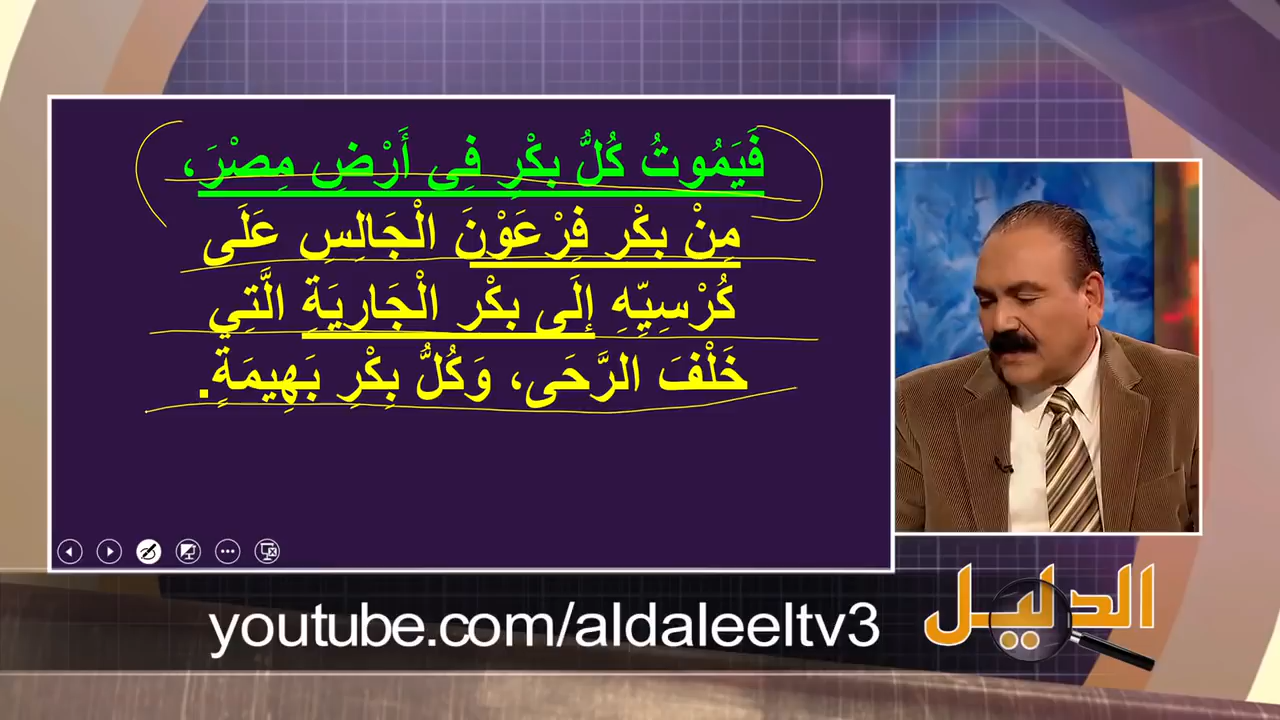 فَيَمُوتُ كُلُّ بِكْرٍ فِي أَرْضِ مِصْرَ،
مِنْ بِكْرِ فِرْعَوْنَ الْجَالِسِ عَلَى
كُرْسِيِّهِ إِلَى بِكْرِ الْجَارِيَةِ الَّتِي
خَلْفَ الرَّحَى، وَكُلُّ بِكْرِ بَهِيمَةٍ.
youtube.com/aldaleeltv3
الدليل